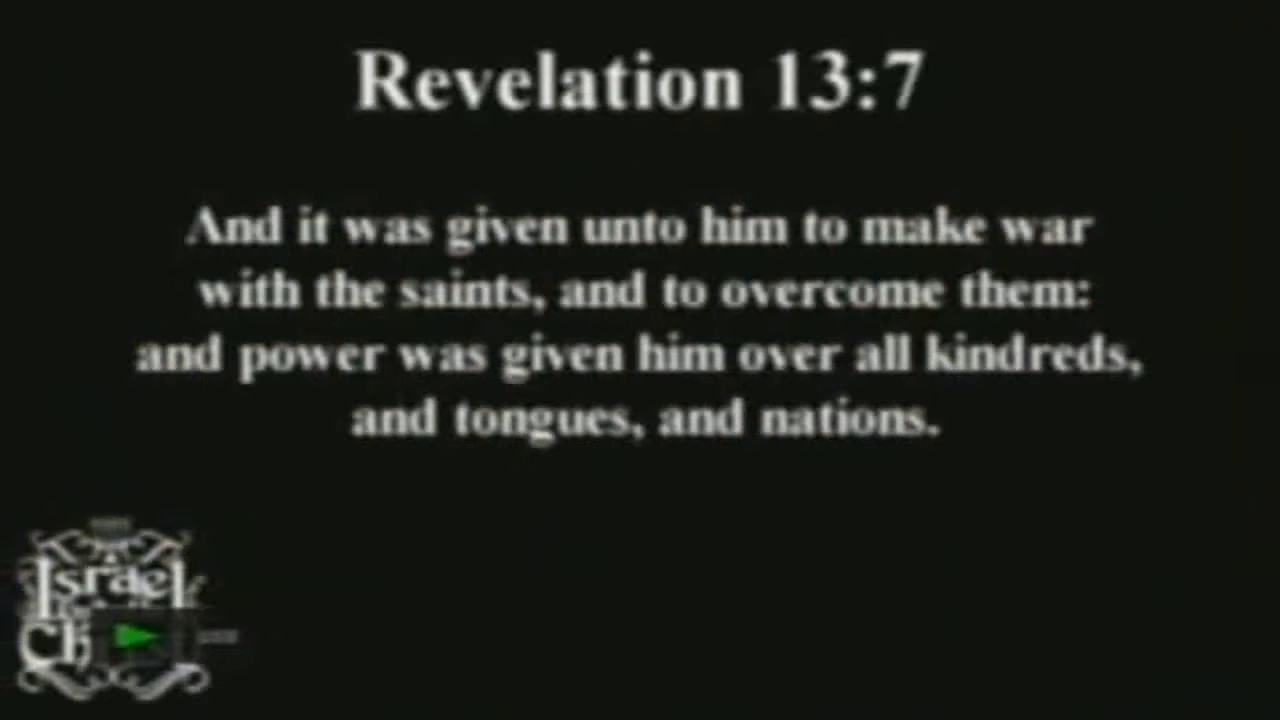 Revelation 13:7
And it was given unto him to make war
with the saints, and to overcome them:
and power was given him over all kindreds,
and tongues, and nations.
Israel